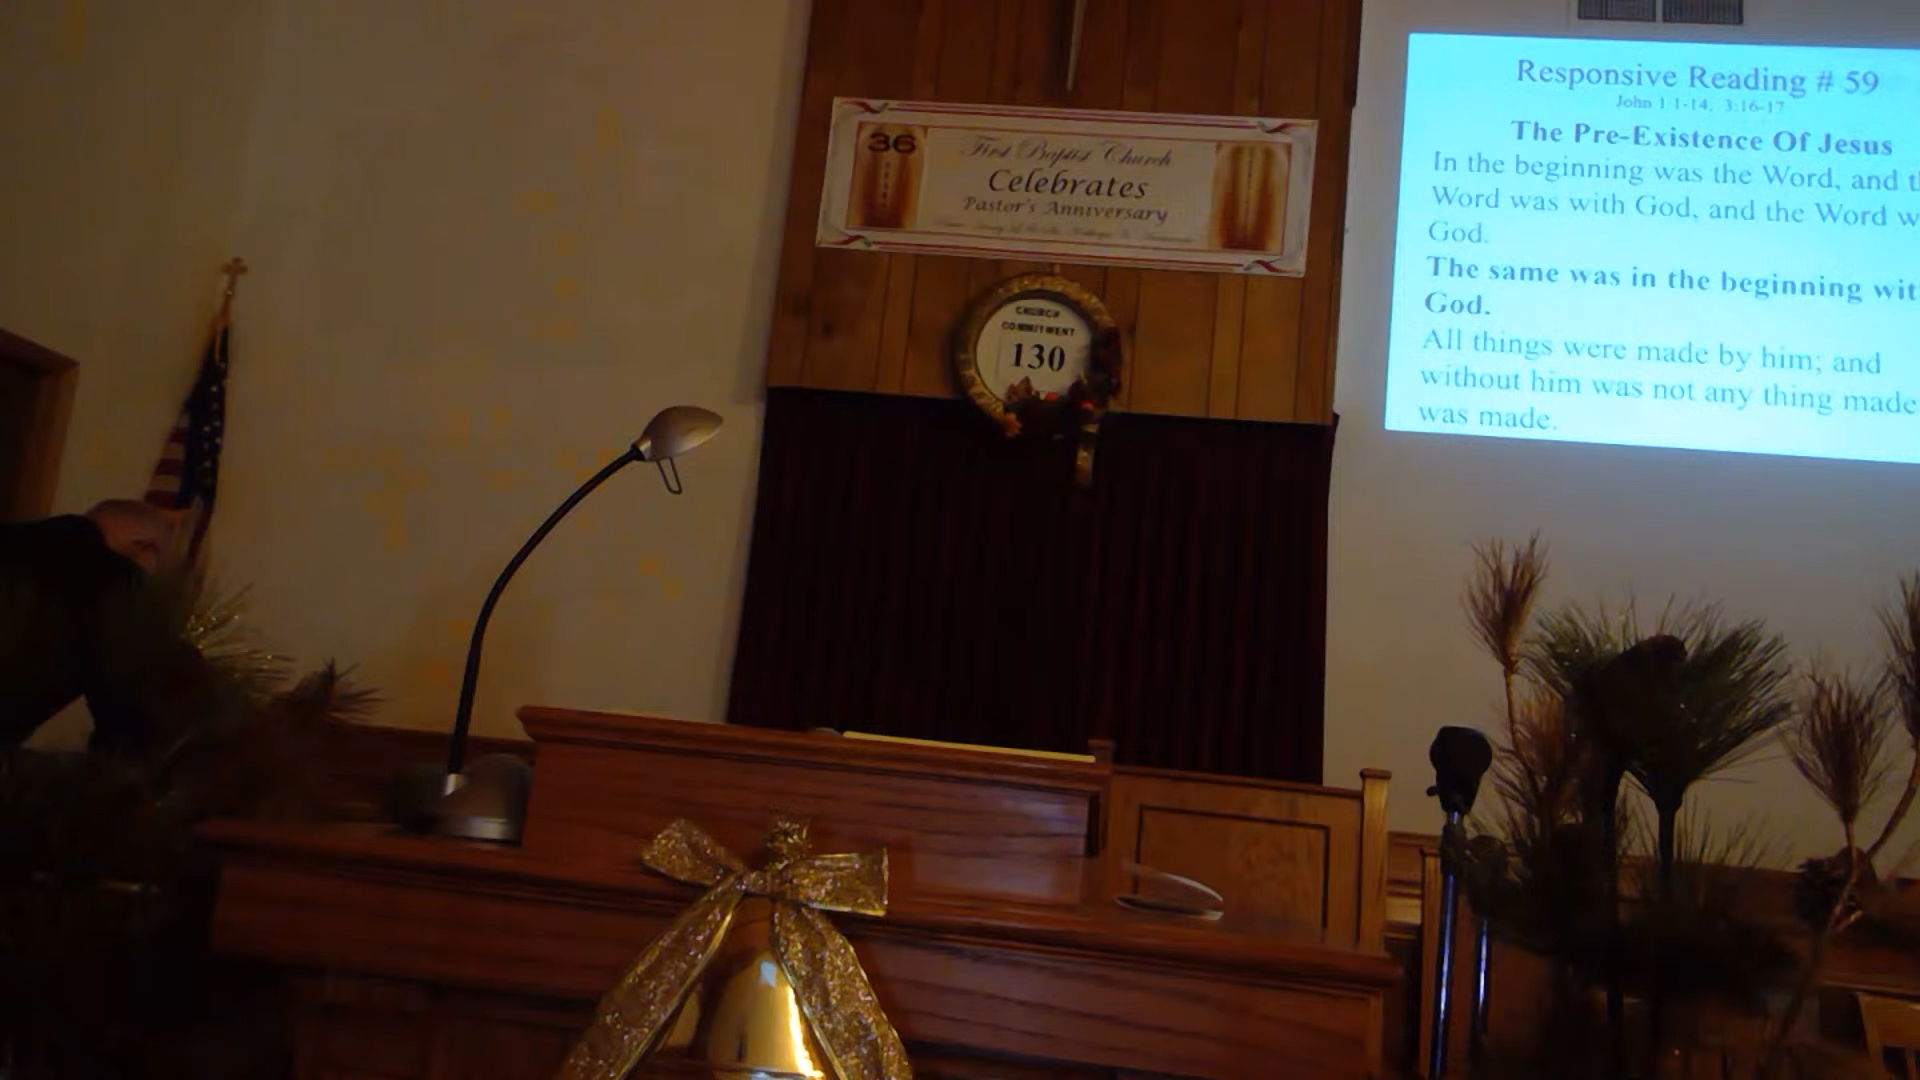 36
First Baptist Church
Celebrates
Pastor's Anniversary
CHURCH
COMMITMENT
130
Responsive Reading # 59
John 1:1-14, 3:16-17
The Pre-Existence Of Jesus
In the beginning was the Word, and
Word was with God, and the Word
God.
The same was in the beginning
God.
All things were made by him; and
without him was not any thing made
was made.